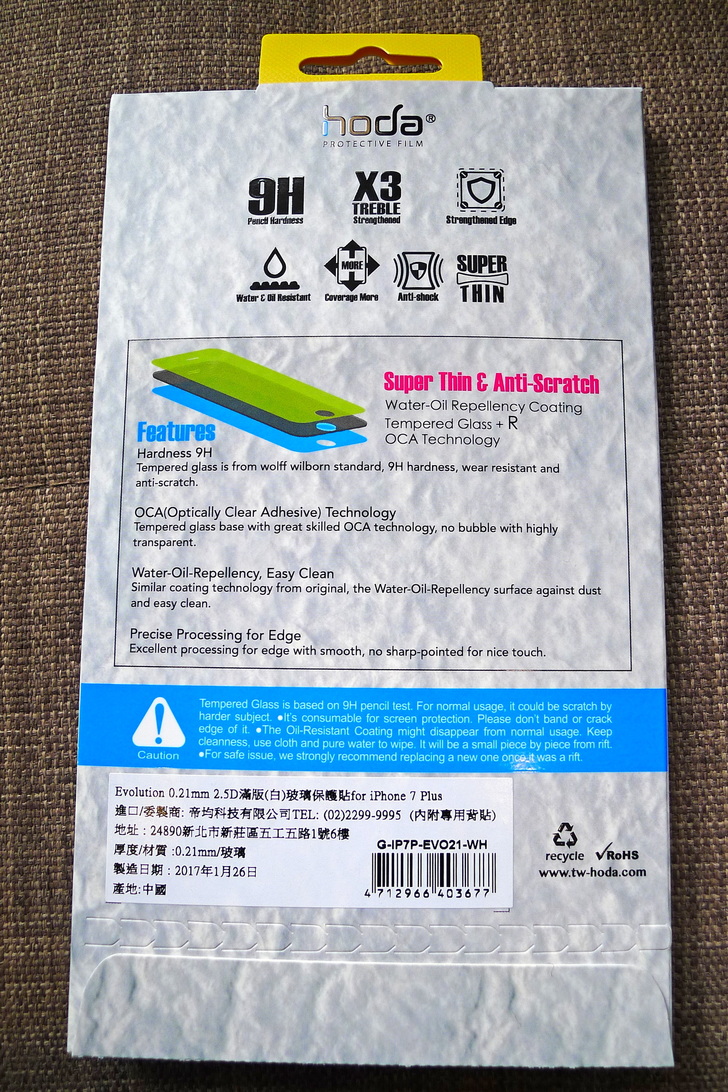 hoda®
PROTECTIVE FILM
9H
Pencil Hardness
X3
TREBLE
Strengthened
Strengthened Edge
Water & Oil Resistant
MORE
Coverage More
Anti-shock
SUPER
THIN
Super Thin & Anti-Scratch
Water-Oil Repellency Coating
Tempered Glass + R
OCA Technology
Features
Hardness 9H
Tempered glass is from wolff wilborn standard, 9H hardness, wear resistant and
anti-scratch.
OCA(Optically Clear Adhesive) Technology
Tempered glass base with great skilled OCA technology, no bubble with highly
transparent.
Water-Oil-Repellency, Easy Clean
Similar coating technology from original, the Water-Oil-Repellency surface against dust
and easy clean.
Precise Processing for Edge
Excellent processing for edge with smooth, no sharp-pointed for nice touch.
Caution
Tempered Glass is based on 9H pencil test. For normal usage, it could be scratch by
harder subject. •It's consumable for screen protection. Please don't band or crack
edge of it. •The Oil-Resistant Coating might disappear from normal usage. Keep
cleanness, use cloth and pure water to wipe. It will be a small piece by piece from rift.
•For safe issue, we strongly recommend replacing a new one once it was a rift.
Evolution 0.21mm 2.5D滿版(白)玻璃保護貼for iPhone 7 Plus
進口/委製商: 帝均科技有限公司TEL: (02)2299-9995 (內附專用背貼)
地址: 24890新北市新莊區五工五路1號6樓
厚度/材質 :0.21mm/玻璃
製造日期 : 2017年1月26日
產地:中國
G-IP7P-EVO21-WH
4 712966 403677
recycle
RoHS
www.tw-hoda.com